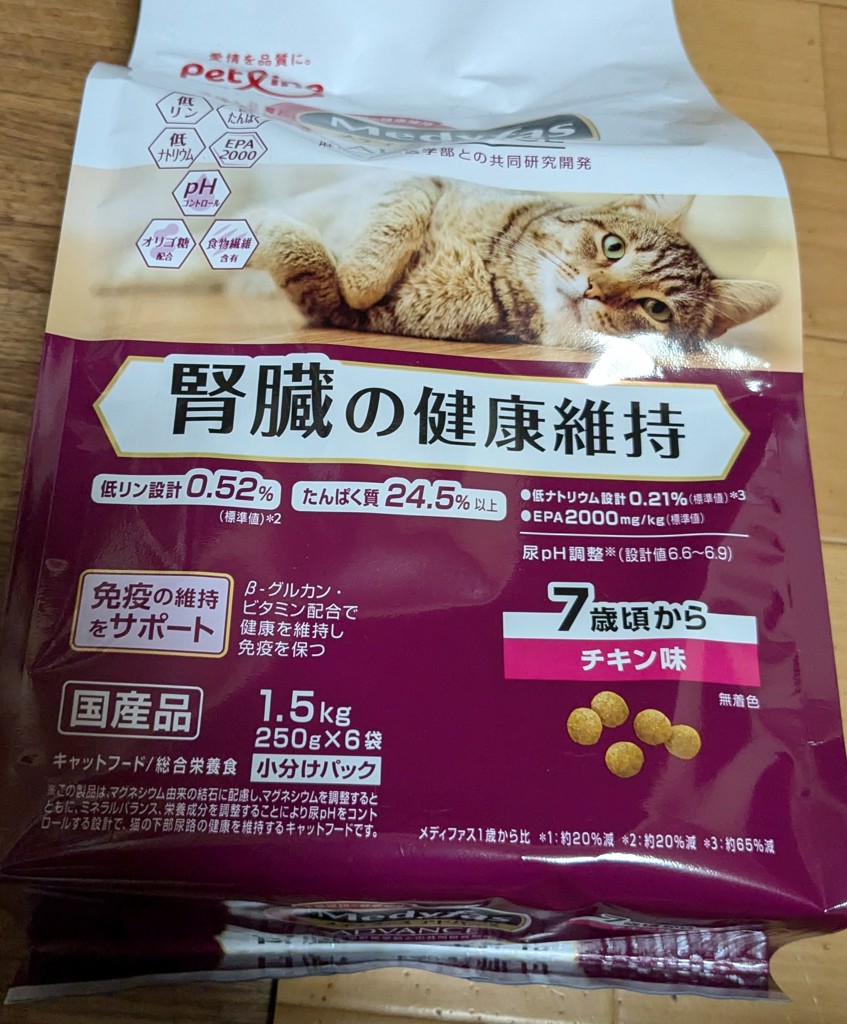 愛情を品質に。
petline
低
リン
たんぱく
低
ナトリウム
EPA
2000
pH
コントロール
オリゴ糖
配合
食物繊維
含有
Medyfas
医学部との共同研究開発
腎臓の健康維持
低リン設計0.52%
(標準値)*2
たんぱく質 24.5%以上
●低ナトリウム設計0.21%(標準値)*3
●EPA2000mg/kg(標準値)
尿pH調整※(設計値6.6〜6.9)
免疫の維持
をサポート
β-グルカン・
ビタミン配合で
健康を維持し
免疫を保つ
7歳頃から
チキン味
無着色
国産品
1.5kg
250g×6袋
小分けパック
キャットフード/総合栄養食
※この製品は、マグネシウム由来の結石に配慮し、マグネシウムを調整すると
ともに、ミネラルバランス、栄養成分を調整することにより尿pHをコント
ロールする設計で、猫の下部尿路の健康を維持するキャットフードです。
メディファス1歳から比 *1:約20%減 *2:約20%減 *3:約65%減
Medyfas
ADVANCE